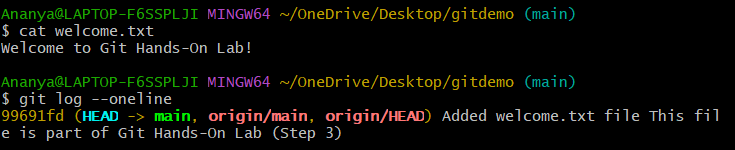 Ananya@LAPTOP-F6SSPLJI MINGW64 ~/OneDrive/Desktop/gitdemo (main)
$ cat welcome.txt
Welcome to Git Hands-On Lab!

Ananya@LAPTOP-F6SSPLJI MINGW64 ~/OneDrive/Desktop/gitdemo (main)
$ git log --oneline
99691fd (HEAD -> main, origin/main, origin/HEAD) Added welcome.txt file This fil
e is part of Git Hands-On Lab (Step 3)